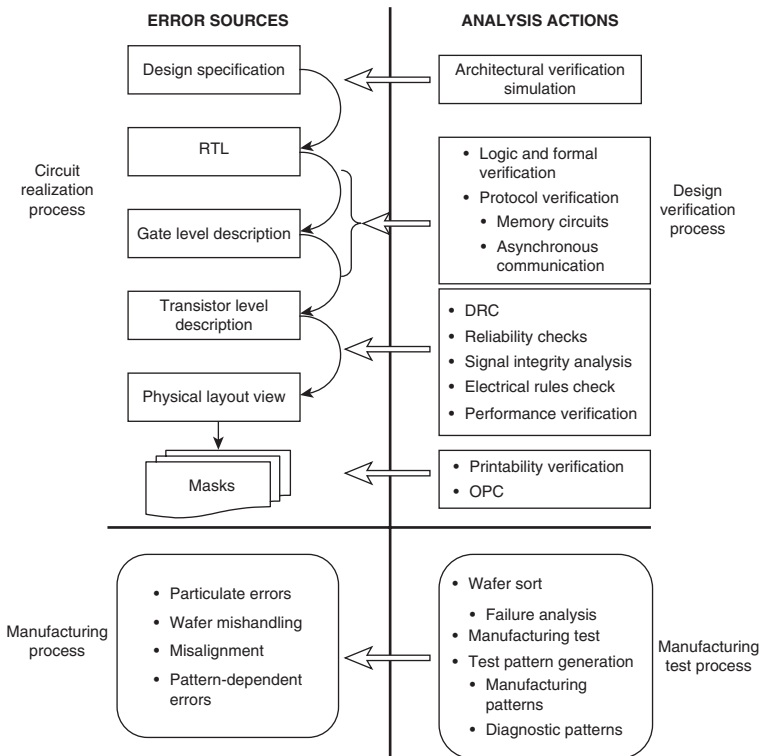 ERROR SOURCES
ANALYSIS ACTIONS
Design specification
Architectural verification
simulation
RTL
Circuit
realization
process
• Logic and formal
verification
• Protocol verification
• Memory circuits
• Asynchronous
communication
Design
verification
process
Gate level description
Transistor level
description
• DRC
• Reliability checks
• Signal integrity analysis
• Electrical rules check
• Performance verification
Physical layout view
Masks
• Printability verification
• OPC
Manufacturing
process
• Particulate errors
• Wafer mishandling
• Misalignment
• Pattern-dependent
errors
• Wafer sort
• Failure analysis
• Manufacturing test
• Test pattern generation
• Manufacturing
patterns
• Diagnostic patterns
Manufacturing
test process